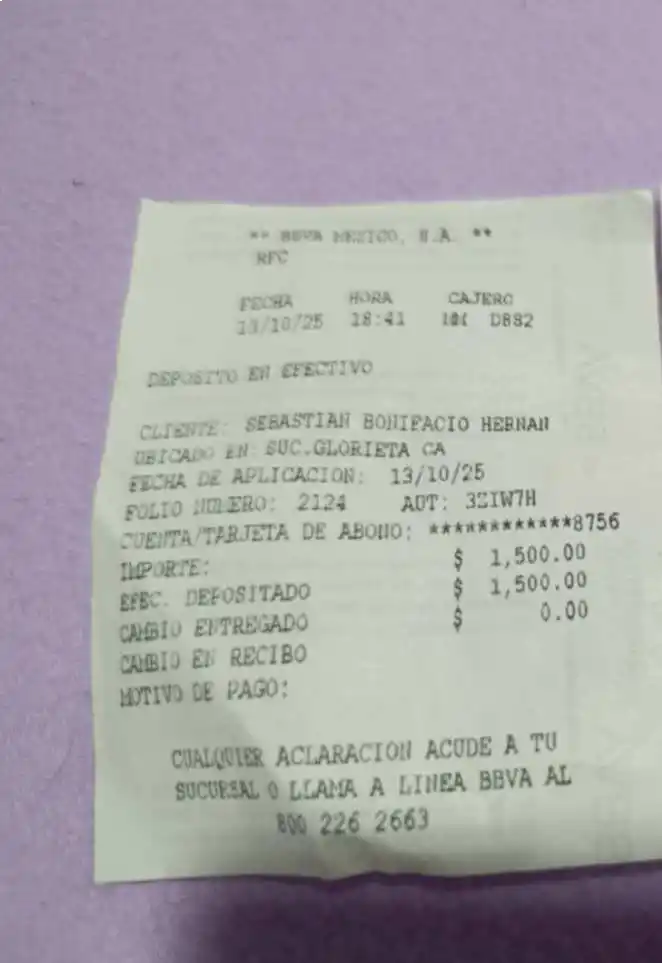 ** BBVA MEXICO, S.A. **
RFC
FECHA HORA CAJERO
13/10/25 18:41 D882
DEPOSITO EN EFECTIVO
CLIENTE: SEBASTIAN BONIFACIO HERNAN
UBICADO EN: SUC.GLORIETA CA
FECHA DE APLICACION: 13/10/25
FOLIO NUMERO: 2124 AUT: 3ZIW7H
CUENTA/TARJETA DE ABONO: ************8756
IMPORTE: $ 1,500.00
EFEC. DEPOSITADO $ 1,500.00
CAMBIO ENTREGADO $ 0.00
CAMBIO EN RECIBO
MOTIVO DE PAGO:
CUALQUIER ACLARACION ACUDE A TU
SUCURSAL O LLAMA A LINEA BBVA AL
800 226 2663